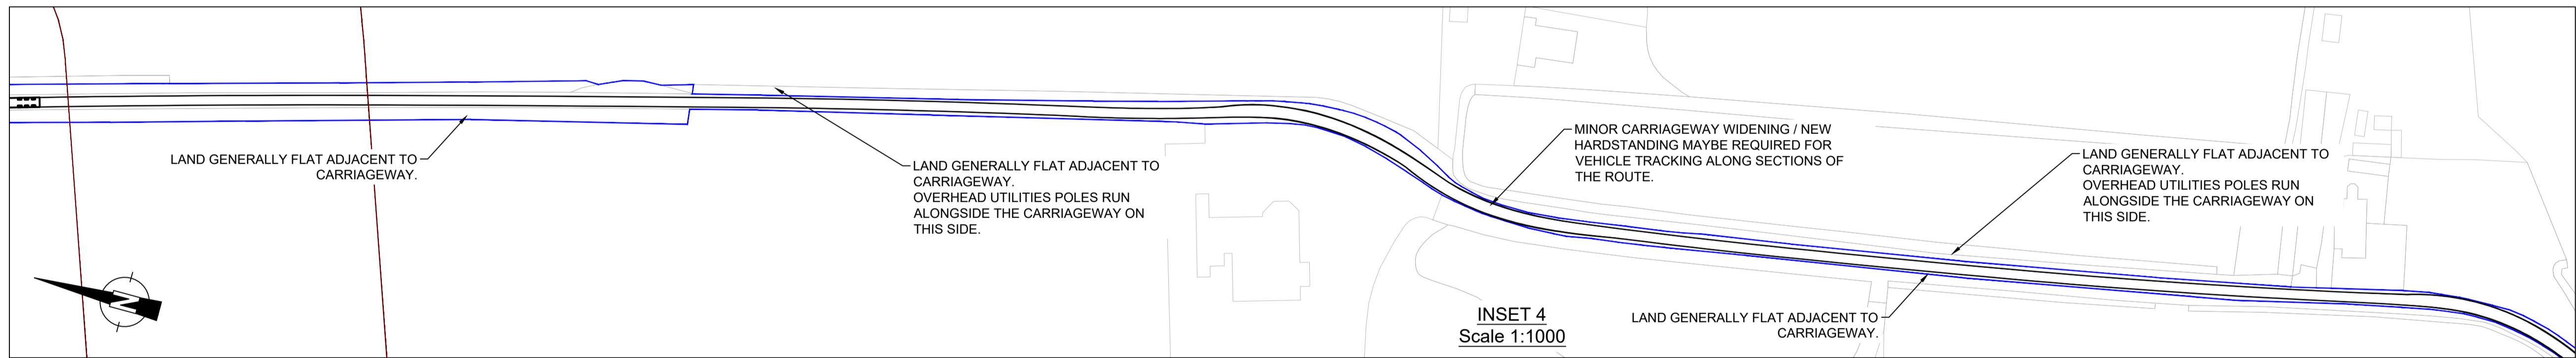 LAND GENERALLY FLAT ADJACENT TO
CARRIAGEWAY.
LAND GENERALLY FLAT ADJACENT TO
CARRIAGEWAY.
OVERHEAD UTILITIES POLES RUN
ALONGSIDE THE CARRIAGEWAY ON
THIS SIDE.
MINOR CARRIAGEWAY WIDENING / NEW
HARDSTANDING MAYBE REQUIRED FOR
VEHICLE TRACKING ALONG SECTIONS OF
THE ROUTE.
LAND GENERALLY FLAT ADJACENT TO
CARRIAGEWAY.
OVERHEAD UTILITIES POLES RUN
ALONGSIDE THE CARRIAGEWAY ON
THIS SIDE.
N
INSET 4
Scale 1:1000
LAND GENERALLY FLAT ADJACENT TO
CARRIAGEWAY.